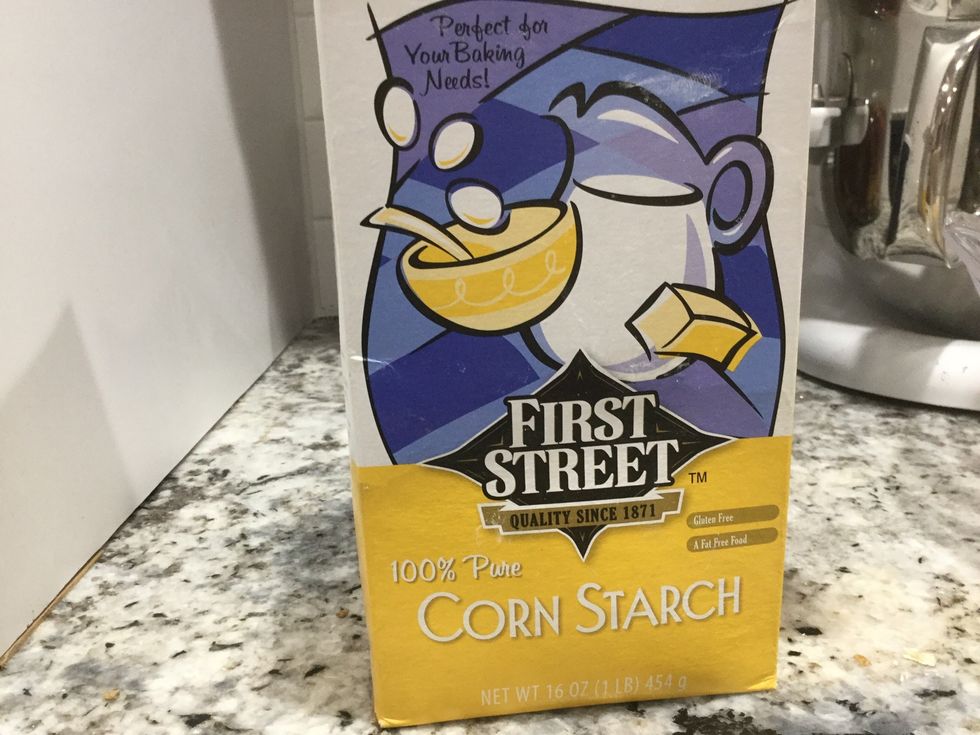 Perfect for
Your Baking
Needs!
FIRST
STREET
TM
QUALITY SINCE 1871
Gluten Free
A Fat Free Food
100% Pure
CORN STARCH
NET WT 16 OZ (1 LB) 454 g